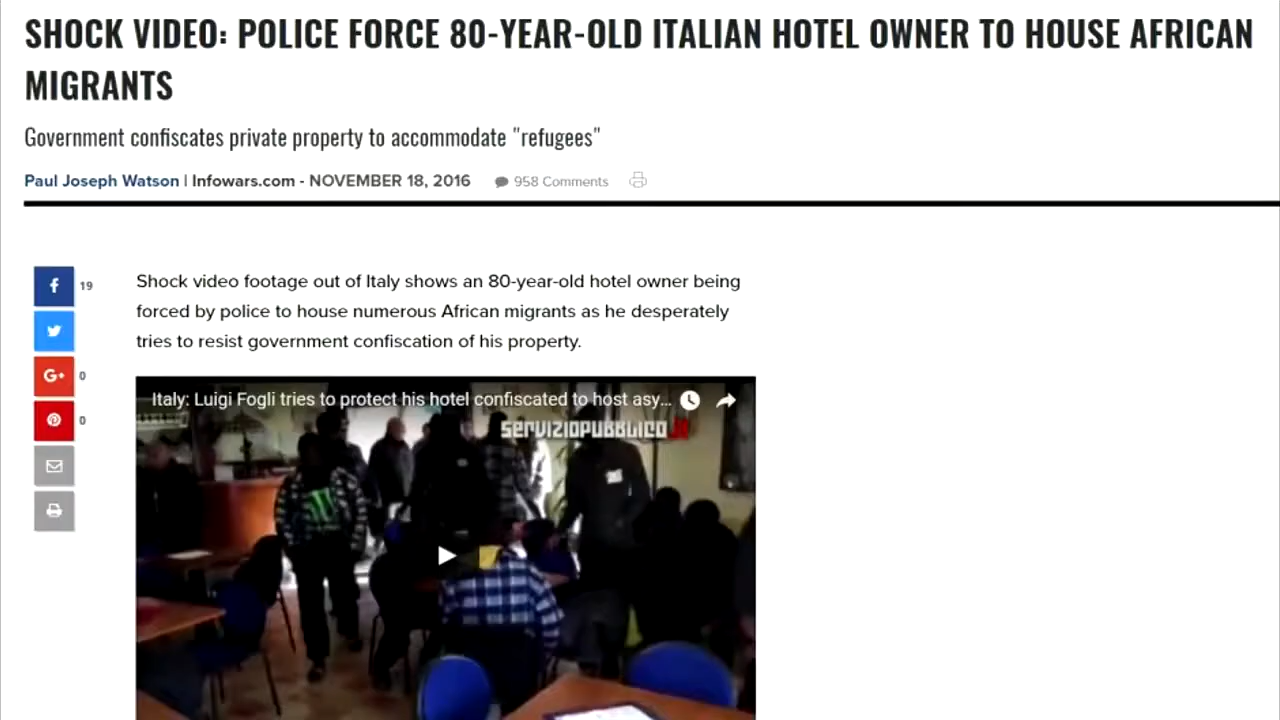 SHOCK VIDEO: POLICE FORCE 80-YEAR-OLD ITALIAN HOTEL OWNER TO HOUSE AFRICAN
MIGRANTS
Government confiscates private property to accommodate "refugees"
Paul Joseph Watson | Infowars.com - NOVEMBER 18, 2016 958 Comments
Shock video footage out of Italy shows an 80-year-old hotel owner being
forced by police to house numerous African migrants as he desperately
tries to resist government confiscation of his property.
f 19
G+ 0
0
Italy: Luigi Fogli tries to protect his hotel confiscated to host asy...
serviziopubblico.it